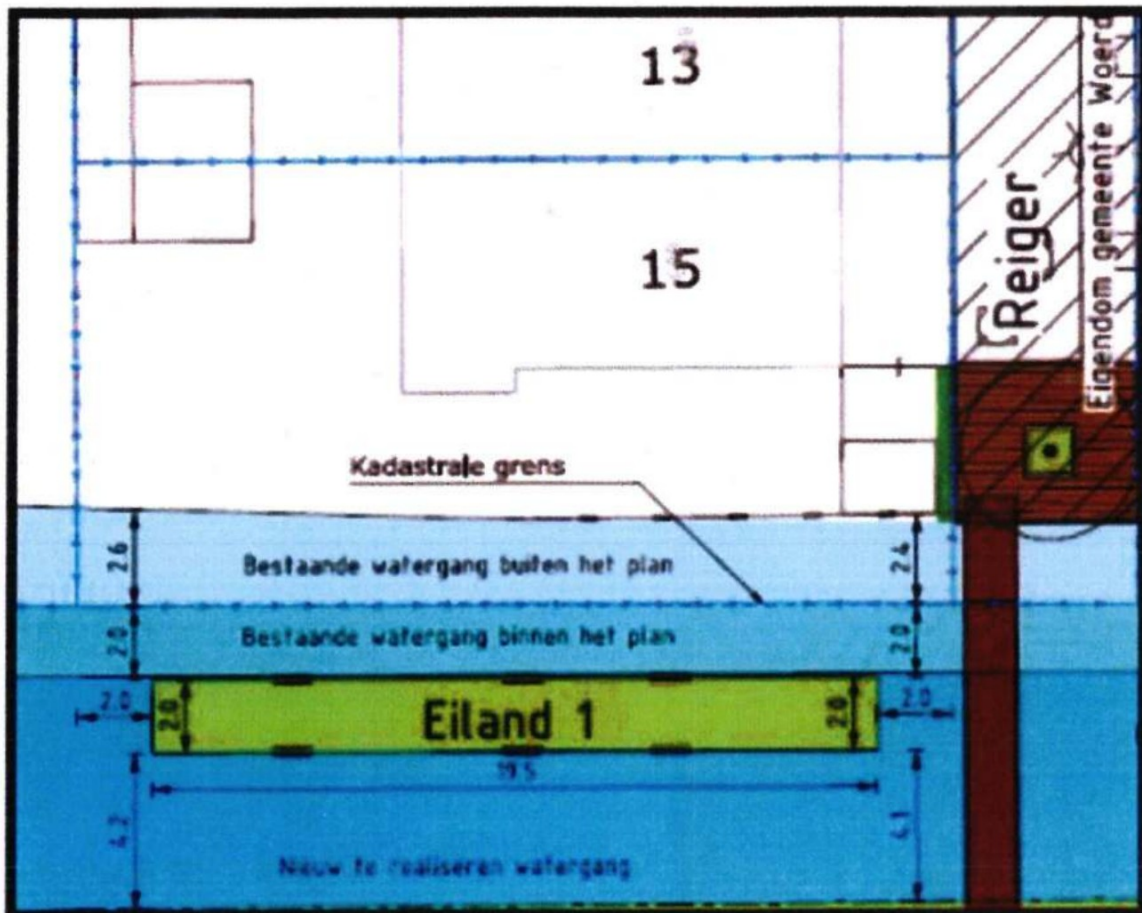 13
15
Reiger
Eigendom gemeente Woerd
Kadastrale grens
2.6
Bestaande watergang buiten het plan
2.4
2.0
Bestaande watergang binnen het plan
2.0
2.0
2.0
Eiland 1
2.0
2.0
19.5
4.2
4.1
Nieuw te realiseren watergang